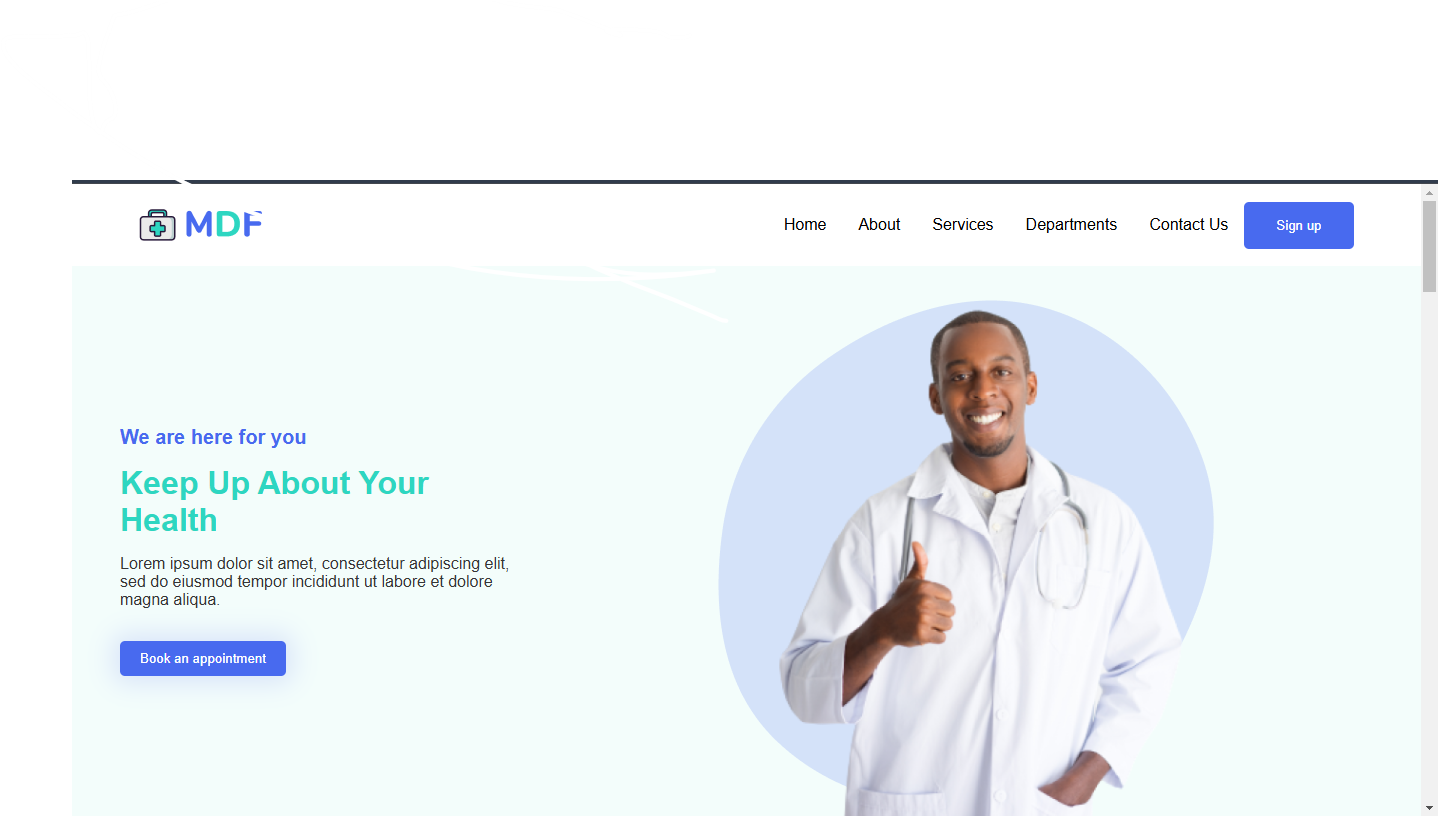 MDF
Home About Services Departments Contact Us Sign up
We are here for you
Keep Up About Your
Health
Lorem ipsum dolor sit amet, consectetur adipiscing elit,
sed do eiusmod tempor incididunt ut labore et dolore
magna aliqua.
Book an appointment